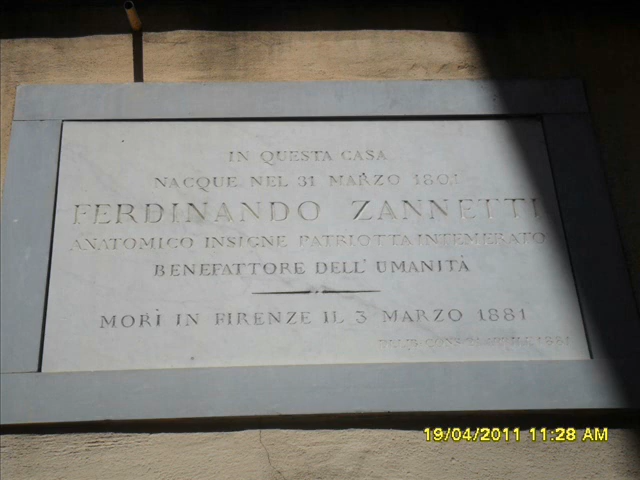 IN QUESTA CASA
NACQUE NEL 31 MARZO 1801
FERDINANDO ZANNETTI
ANATOMICO INSIGNE PATRIOTTA INTEMERATO
BENEFATTORE DELL' UMANITÀ
MORÌ IN FIRENZE IL 3 MARZO 1881
1881
19/04/2011 11:28 AM